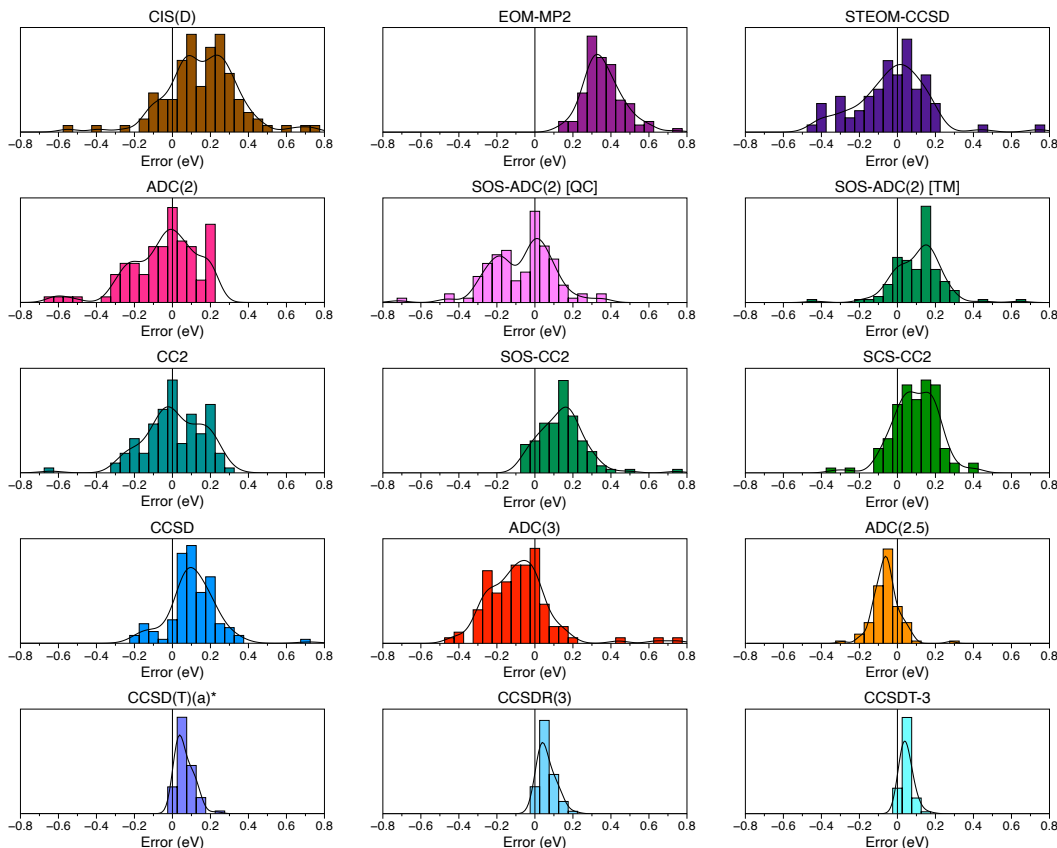 CIS(D) EOM-MP2 STEOM-CCSD
−0.8 −0.6 −0.4 −0.2 0 0.2 0.4 0.6 0.8 −0.8 −0.6 −0.4 −0.2 0 0.2 0.4 0.6 0.8 −0.8 −0.6 −0.4 −0.2 0 0.2 0.4 0.6 0.8
Error (eV) Error (eV) Error (eV)
ADC(2) SOS-ADC(2) [QC] SOS-ADC(2) [TM]
−0.8 −0.6 −0.4 −0.2 0 0.2 0.4 0.6 0.8 −0.8 −0.6 −0.4 −0.2 0 0.2 0.4 0.6 0.8 −0.8 −0.6 −0.4 −0.2 0 0.2 0.4 0.6 0.8
Error (eV) Error (eV) Error (eV)
CC2 SOS-CC2 SCS-CC2
−0.8 −0.6 −0.4 −0.2 0 0.2 0.4 0.6 0.8 −0.8 −0.6 −0.4 −0.2 0 0.2 0.4 0.6 0.8 −0.8 −0.6 −0.4 −0.2 0 0.2 0.4 0.6 0.8
Error (eV) Error (eV) Error (eV)
CCSD ADC(3) ADC(2.5)
−0.8 −0.6 −0.4 −0.2 0 0.2 0.4 0.6 0.8 −0.8 −0.6 −0.4 −0.2 0 0.2 0.4 0.6 0.8 −0.8 −0.6 −0.4 −0.2 0 0.2 0.4 0.6 0.8
Error (eV) Error (eV) Error (eV)
CCSD(T)(a)* CCSDR(3) CCSDT-3
−0.8 −0.6 −0.4 −0.2 0 0.2 0.4 0.6 0.8 −0.8 −0.6 −0.4 −0.2 0 0.2 0.4 0.6 0.8 −0.8 −0.6 −0.4 −0.2 0 0.2 0.4 0.6 0.8
Error (eV) Error (eV) Error (eV)